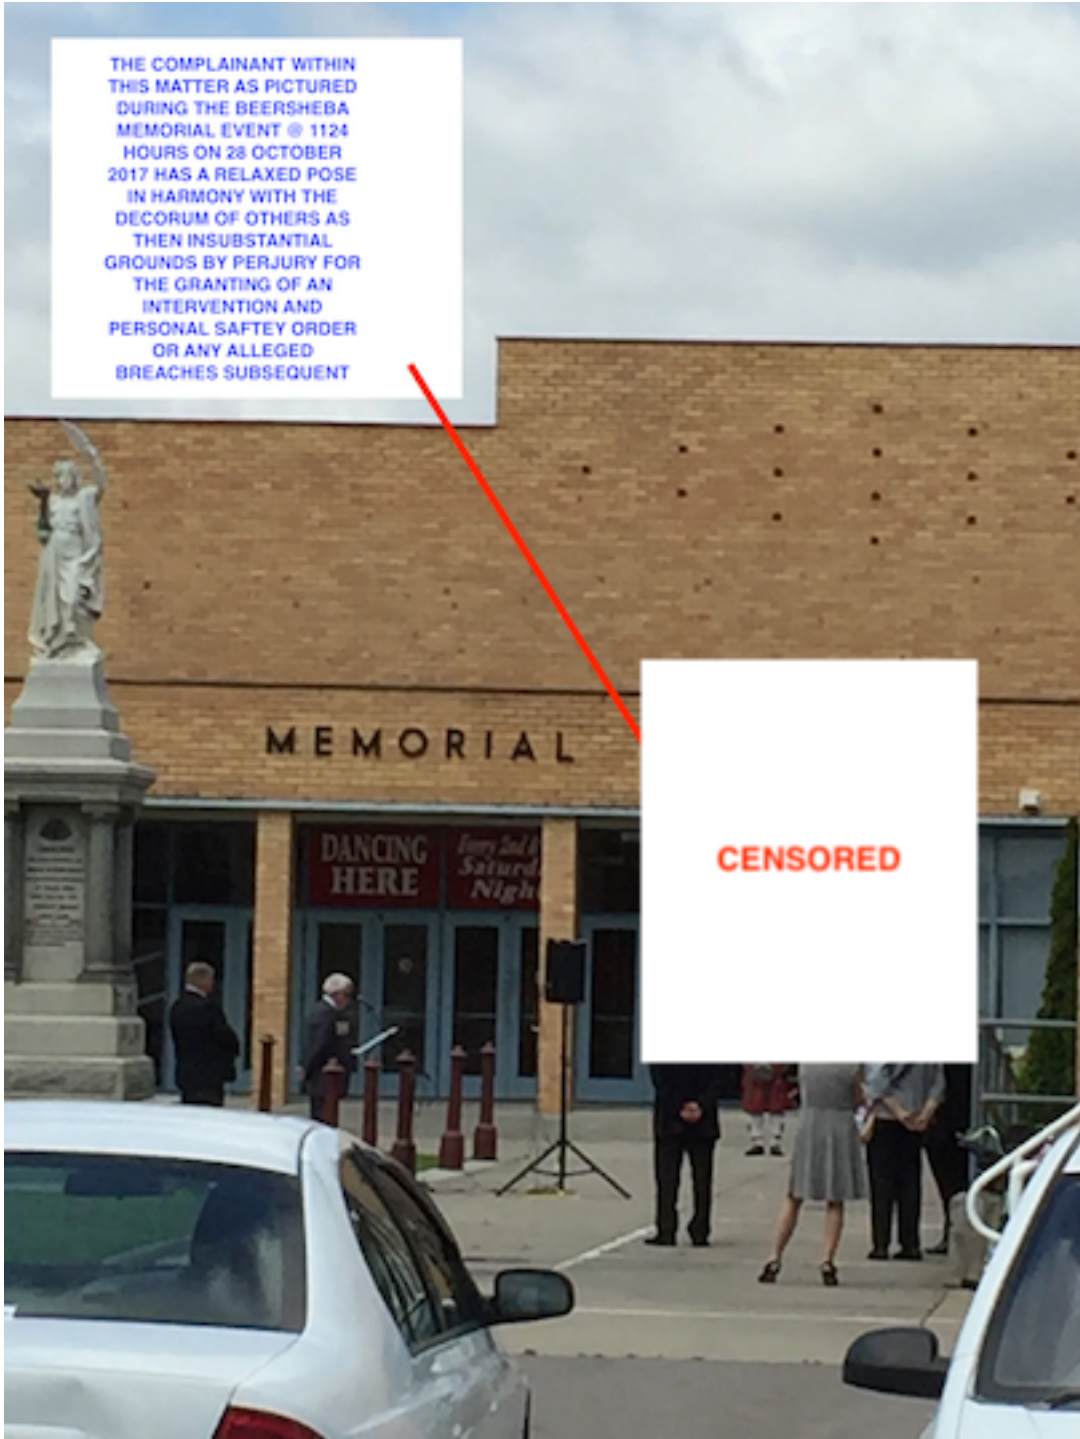 THE COMPLAINANT WITHIN
THIS MATTER AS PICTURED
DURING THE BEERSHEBA
MEMORIAL EVENT @ 1124
HOURS ON 28 OCTOBER
2017 HAS A RELAXED POSE
IN HARMONY WITH THE
DECORUM OF OTHERS AS
THEN INSUBSTANTIAL
GROUNDS BY PERJURY FOR
THE GRANTING OF AN
INTERVENTION AND
PERSONAL SAFTEY ORDER
OR ANY ALLEGED
BREACHES SUBSEQUENT
MEMORIAL
CENSORED
DANCING
HERE
Every 2nd
Saturd
Nigh